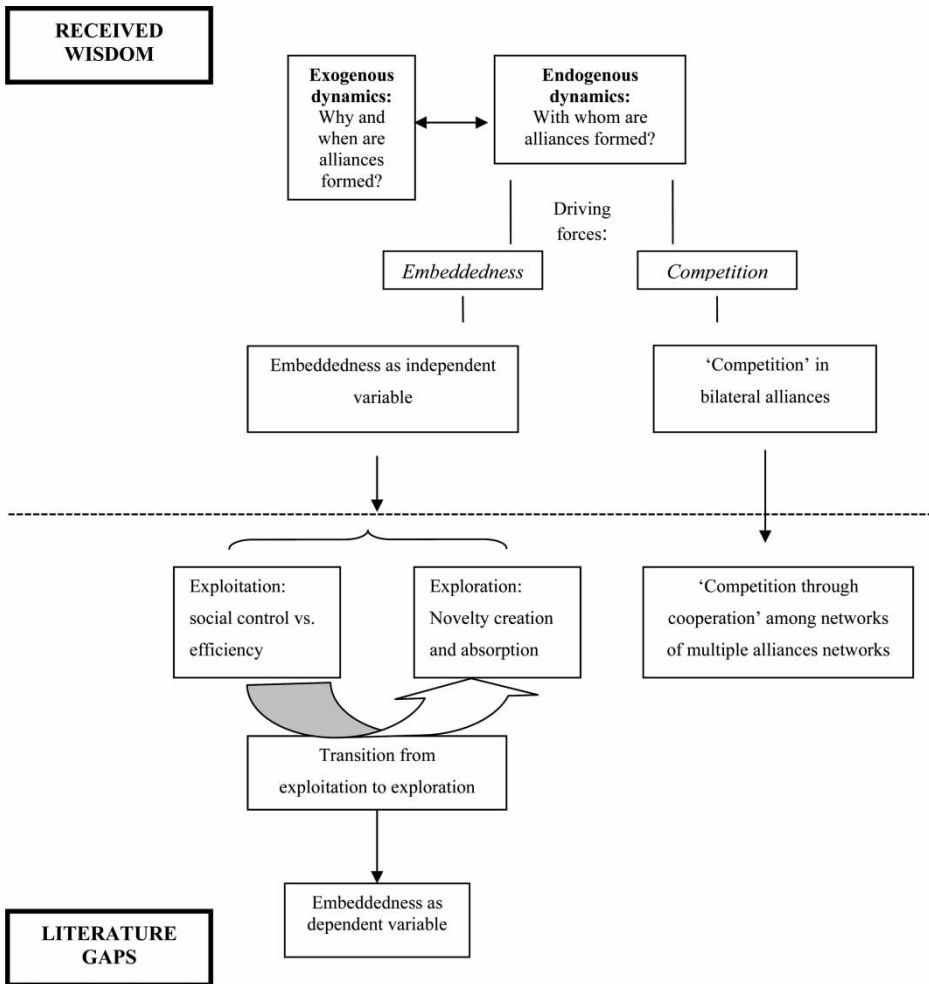 RECEIVED
WISDOM
Exogenous
dynamics:
Why and
when are
alliances
formed?
Endogenous
dynamics:
With whom are
alliances formed?
Driving
forces:
Embeddedness
Competition
Embeddedness as independent
variable
‘Competition’ in
bilateral alliances
Exploitation:
social control vs.
efficiency
Exploration:
Novelty creation
and absorption
‘Competition through
cooperation’ among networks
of multiple alliances networks
Transition from
exploitation to exploration
Embeddedness as
dependent variable
LITERATURE
GAPS